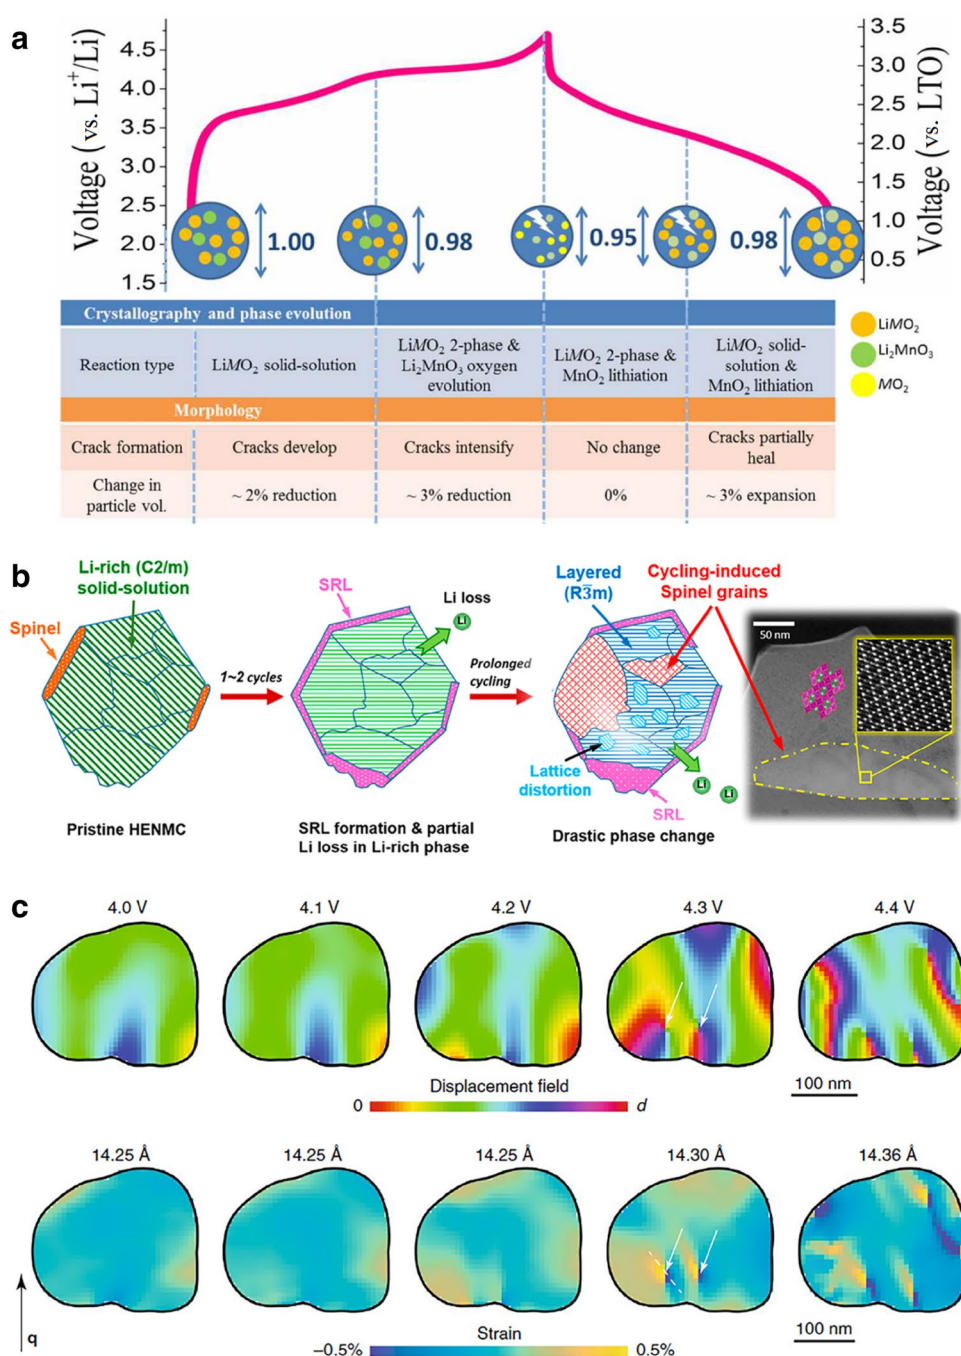 a
Voltage (vs. Li⁺/Li)
4.5
4.0
3.5
3.0
2.5
2.0
1.5
3.5
3.0
2.5
2.0
1.5
1.0
0.5
Voltage (vs. LTO)
1.00
0.98
0.95
0.98
Crystallography and phase evolution
Reaction type
LiMO₂ solid-solution
LiMO₂ 2-phase &
Li₂MnO₃ oxygen
evolution
LiMO₂ 2-phase &
MnO₂ lithiation
LiMO₂ solid-
solution &
MnO₂ lithiation
Morphology
Crack formation
Cracks develop
Cracks intensify
No change
Cracks partially
heal
Change in
particle vol.
~ 2% reduction
~ 3% reduction
0%
~ 3% expansion
LiMO₂
Li₂MnO₃
MO₂
b
Li-rich (C2/m)
solid-solution
Spinel
Pristine HENMC
1~2 cycles
SRL
Li loss
Li
SRL formation & partial
Li loss in Li-rich phase
Prolonged
cycling
Layered
(R3̅m)
Cycling-induced
Spinel grains
Lattice
distortion
Li
Li
SRL
Drastic phase change
50 nm
c
4.0 V
4.1 V
4.2 V
4.3 V
4.4 V
Displacement field
0
d
100 nm
14.25 Å
14.25 Å
14.25 Å
14.30 Å
14.36 Å
q
Strain
−0.5%
0.5%
100 nm